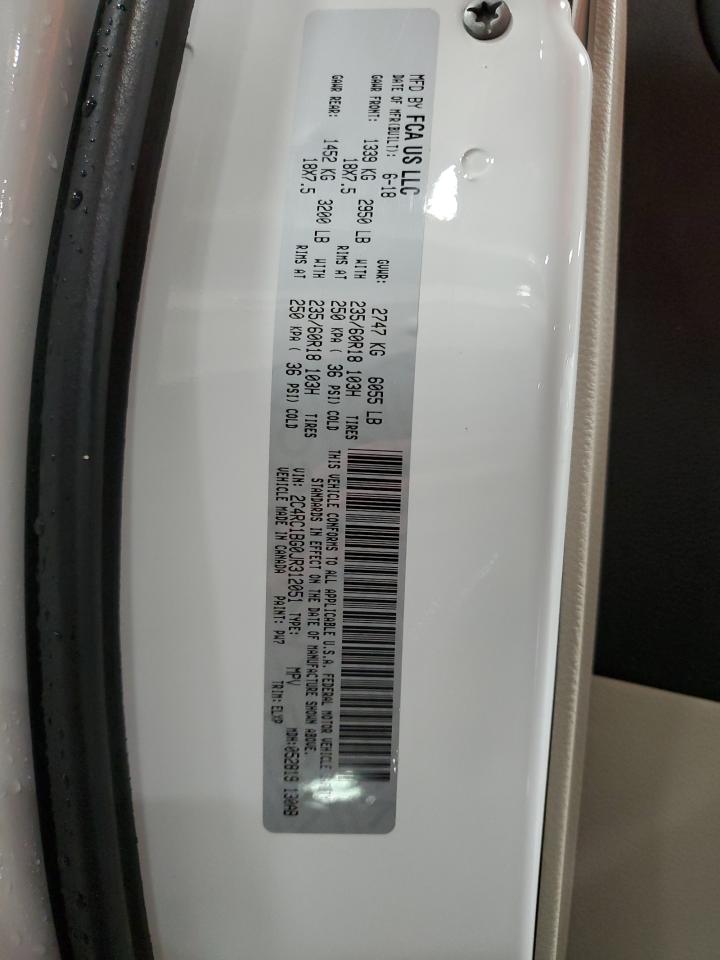 MFD BY FCA US LLC
DATE OF MFR(BUILT): 6-18 GVWR: 2747 KG 6055 LB
GAWR FRONT: 1339 KG 2950 LB WITH 235/60R18 103H TIRES
18X7.5 RIMS AT 250 KPA ( 36 PSI) COLD
GAWR REAR: 1452 KG 3200 LB WITH 235/60R18 103H TIRES
18X7.5 RIMS AT 250 KPA ( 36 PSI) COLD
THIS VEHICLE CONFORMS TO ALL APPLICABLE U.S.A. FEDERAL MOTOR VEHICLE
STANDARDS IN EFFECT ON THE DATE OF MANUFACTURE SHOWN ABOVE.
VIN: 2C4RC1BG0JR312051 TYPE: MPV MDH:052819 130AB
VEHICLE MADE IN CANADA PAINT: PW7 TRIM: ELXP